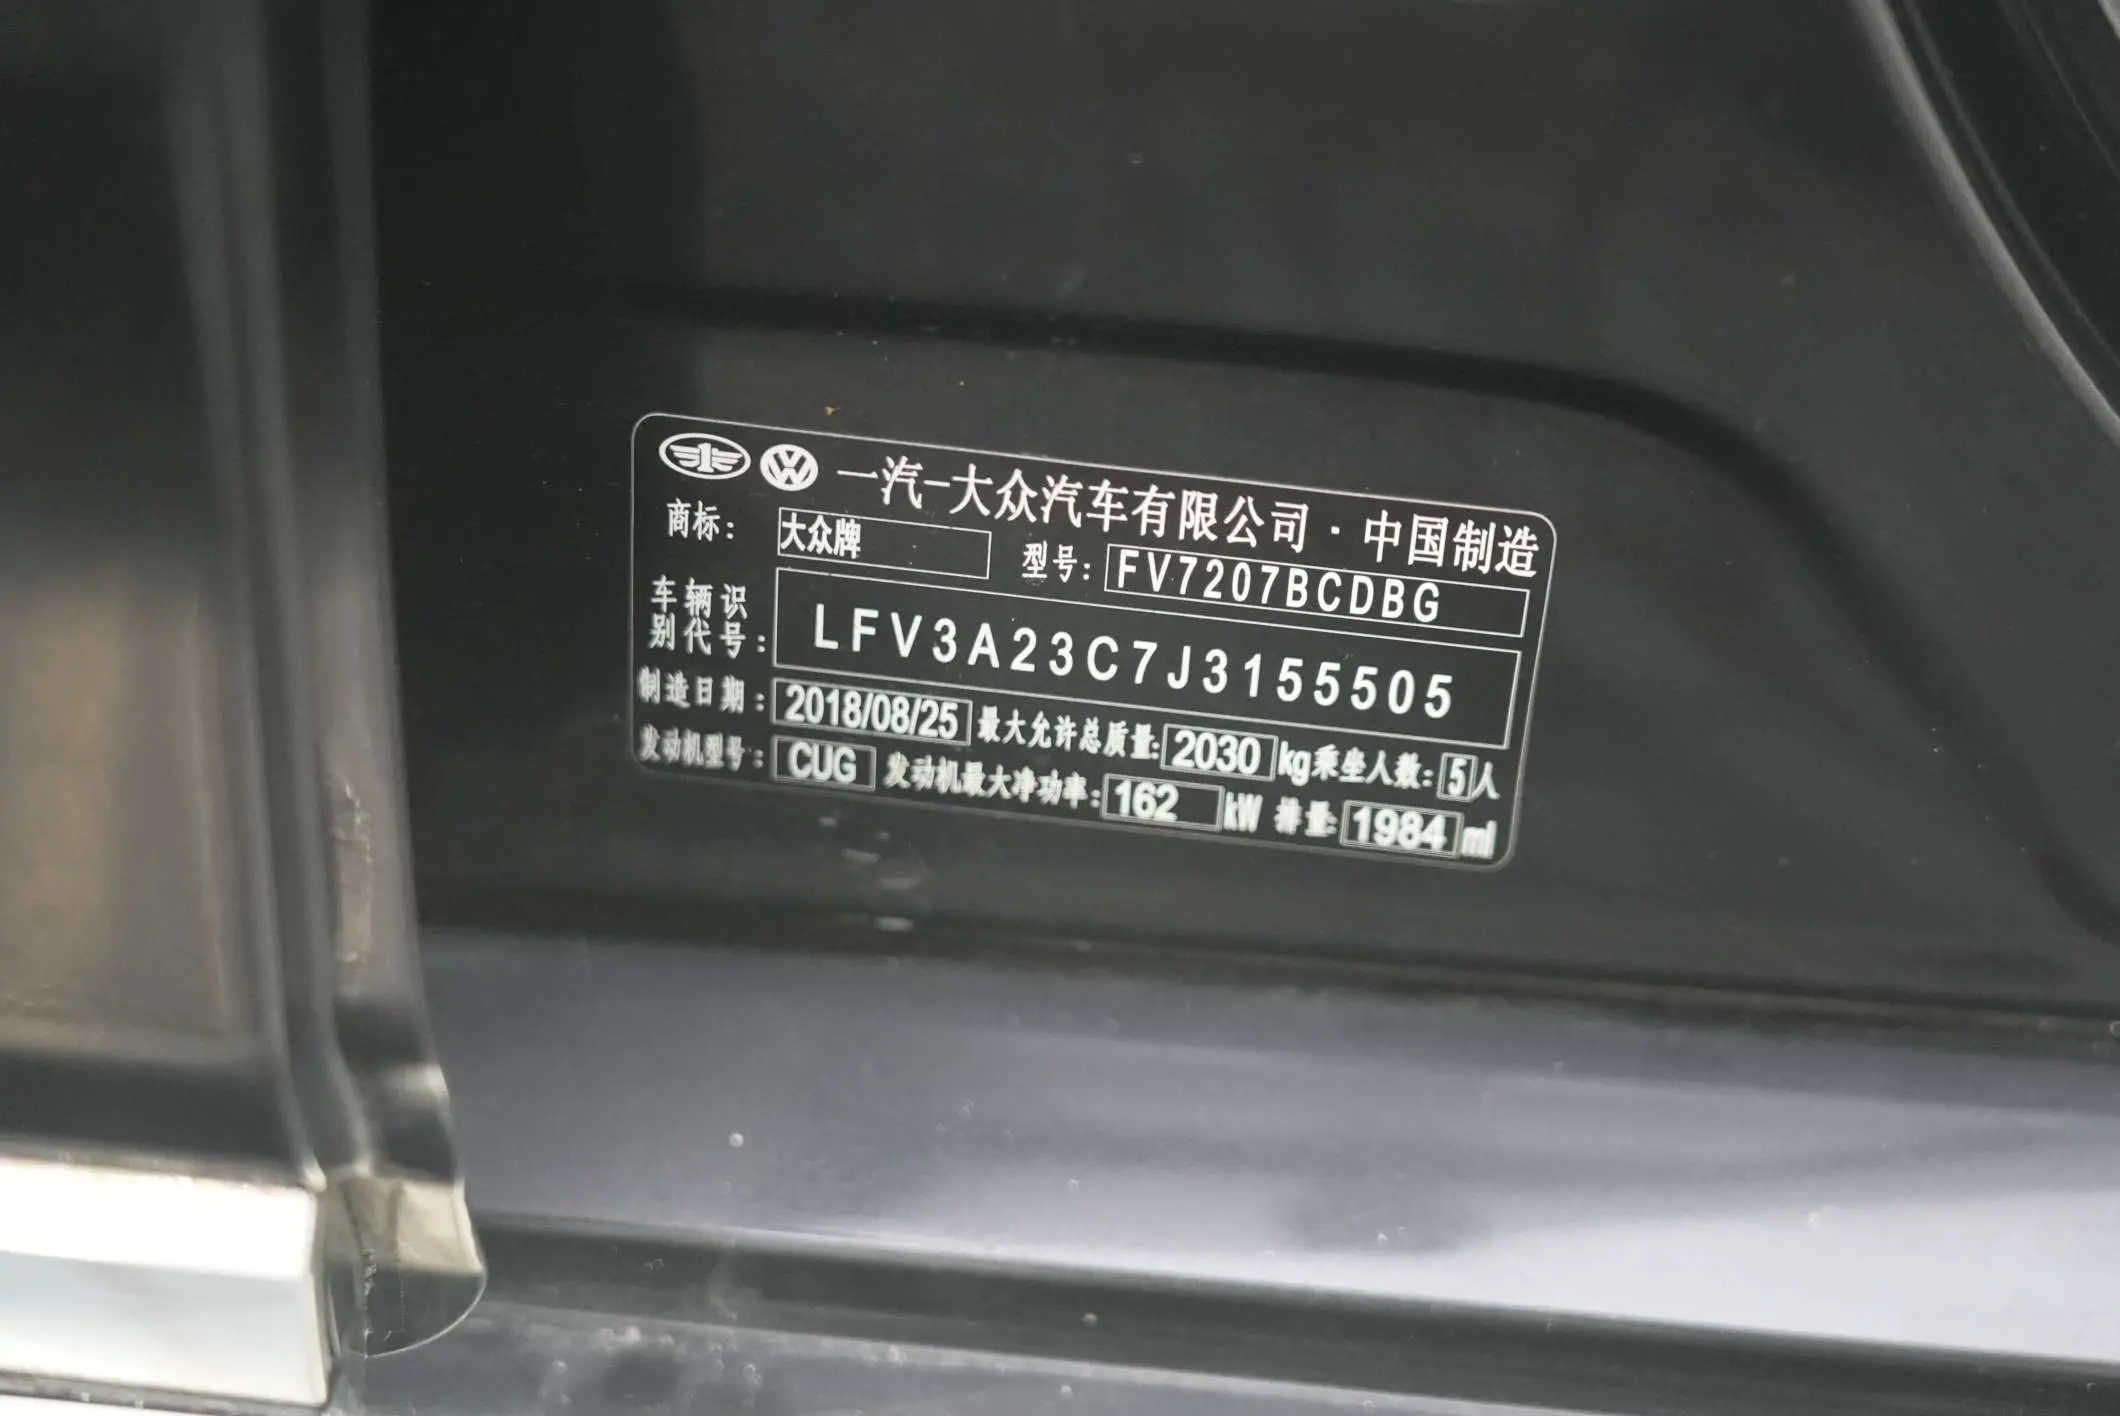 一汽-大众汽车有限公司·中国制造
商标: 大众牌 型号: FV7207BCDBG
车辆识别代号: LFV3A23C7J3155505
制造日期: 2018/08/25 最大允许总质量: 2030 kg 乘坐人数: 5 人
发动机型号: CUG 发动机最大净功率: 162 kW 排量: 1984 ml